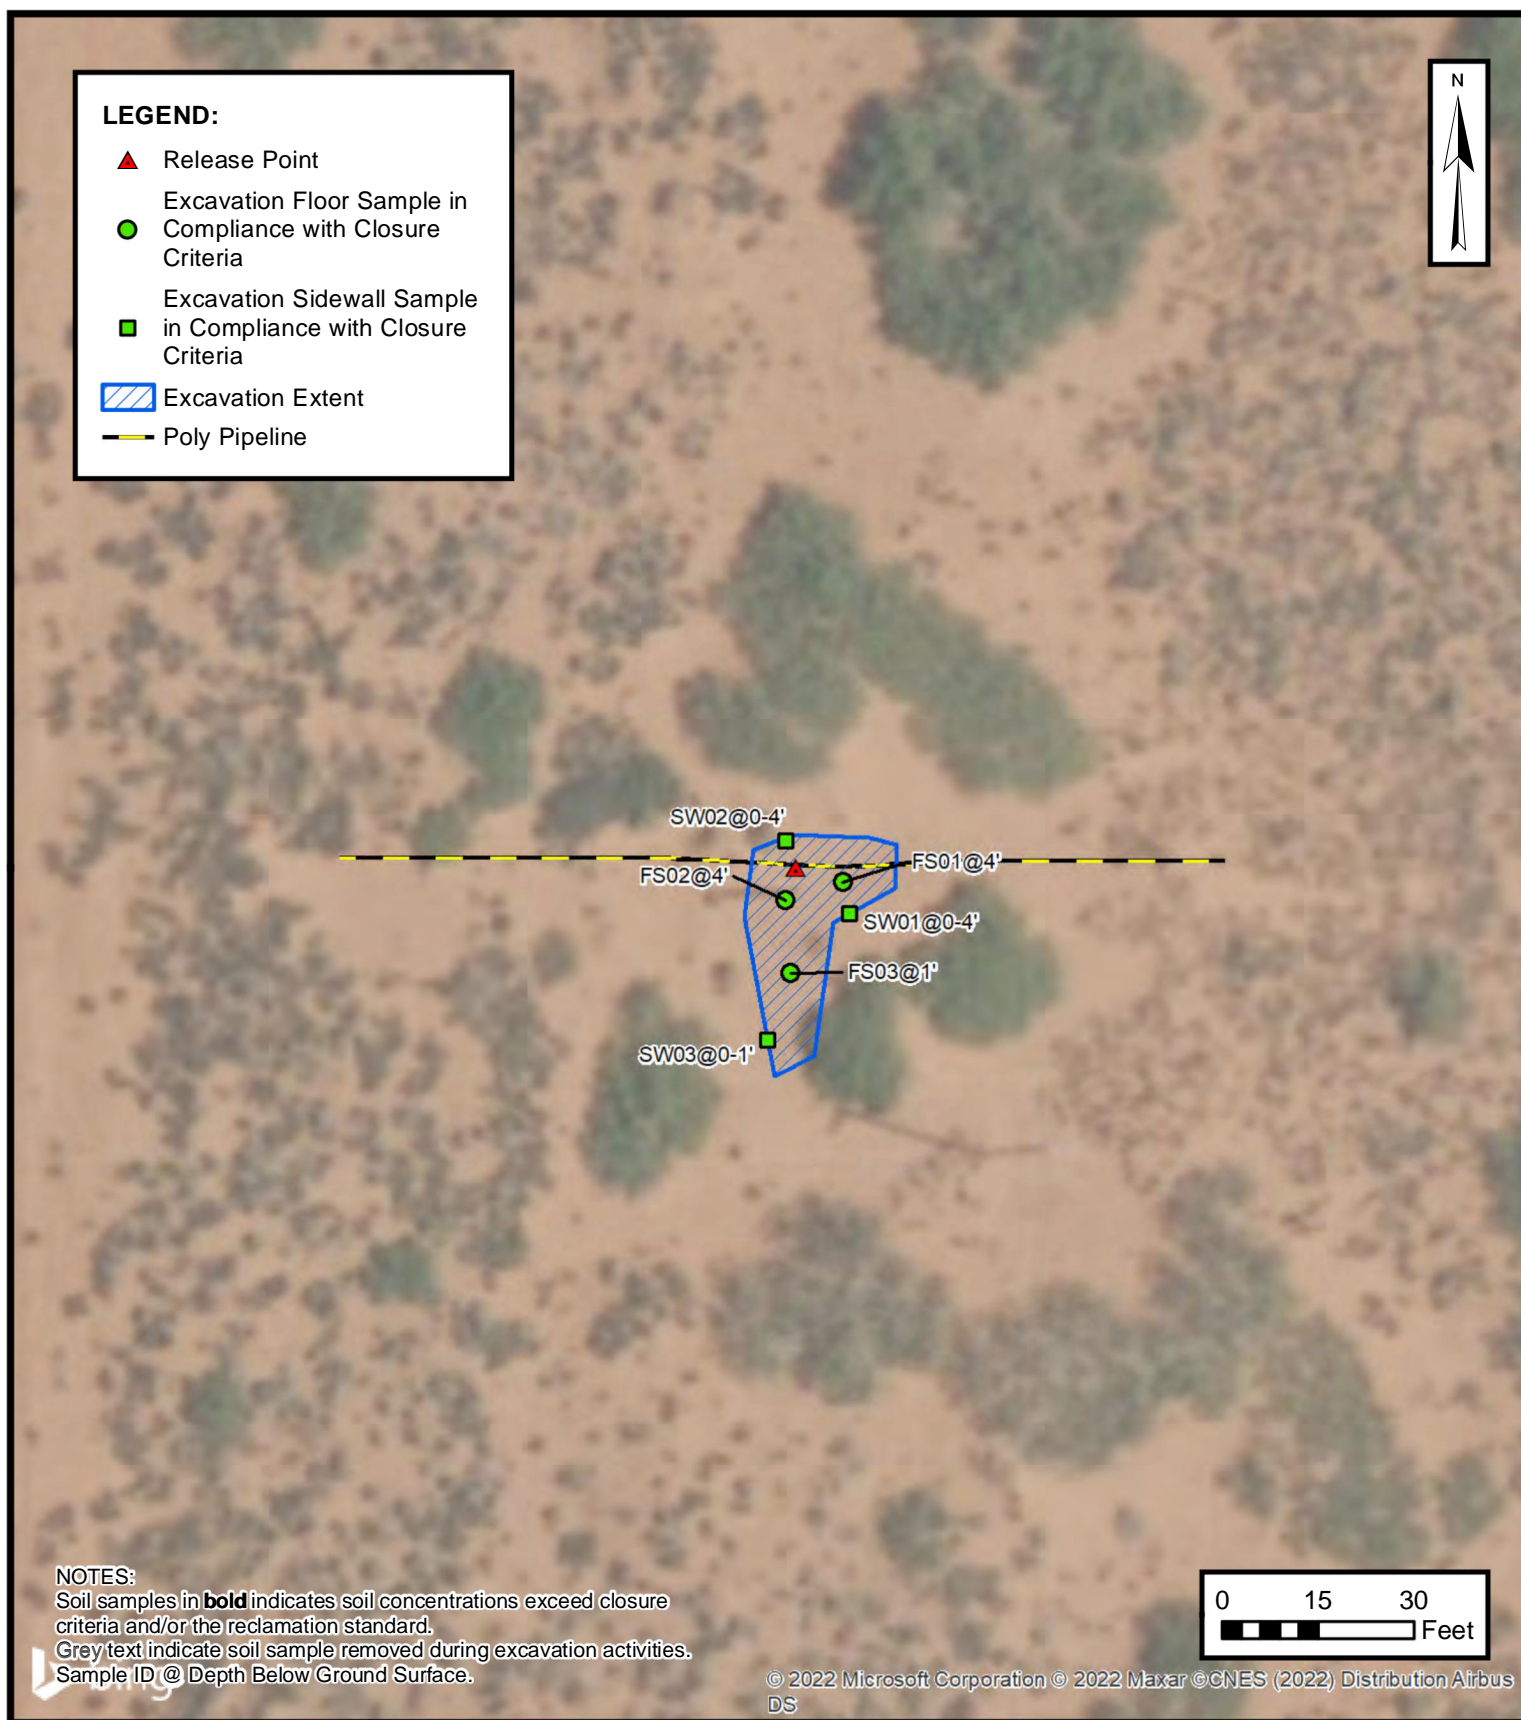 LEGEND:
Release Point
Excavation Floor Sample in
Compliance with Closure
Criteria
Excavation Sidewall Sample
in Compliance with Closure
Criteria
Excavation Extent
Poly Pipeline
N
SW02@0-4'
FS01@4'
FS02@4'
SW01@0-4'
FS03@1'
SW03@0-1'
NOTES:
Soil samples in bold indicates soil concentrations exceed closure
criteria and/or the reclamation standard.
Grey text indicate soil sample removed during excavation activities.
Sample ID @ Depth Below Ground Surface.
bing
0 15 30
Feet
© 2022 Microsoft Corporation © 2022 Maxar ©CNES (2022) Distribution Airbus
DS